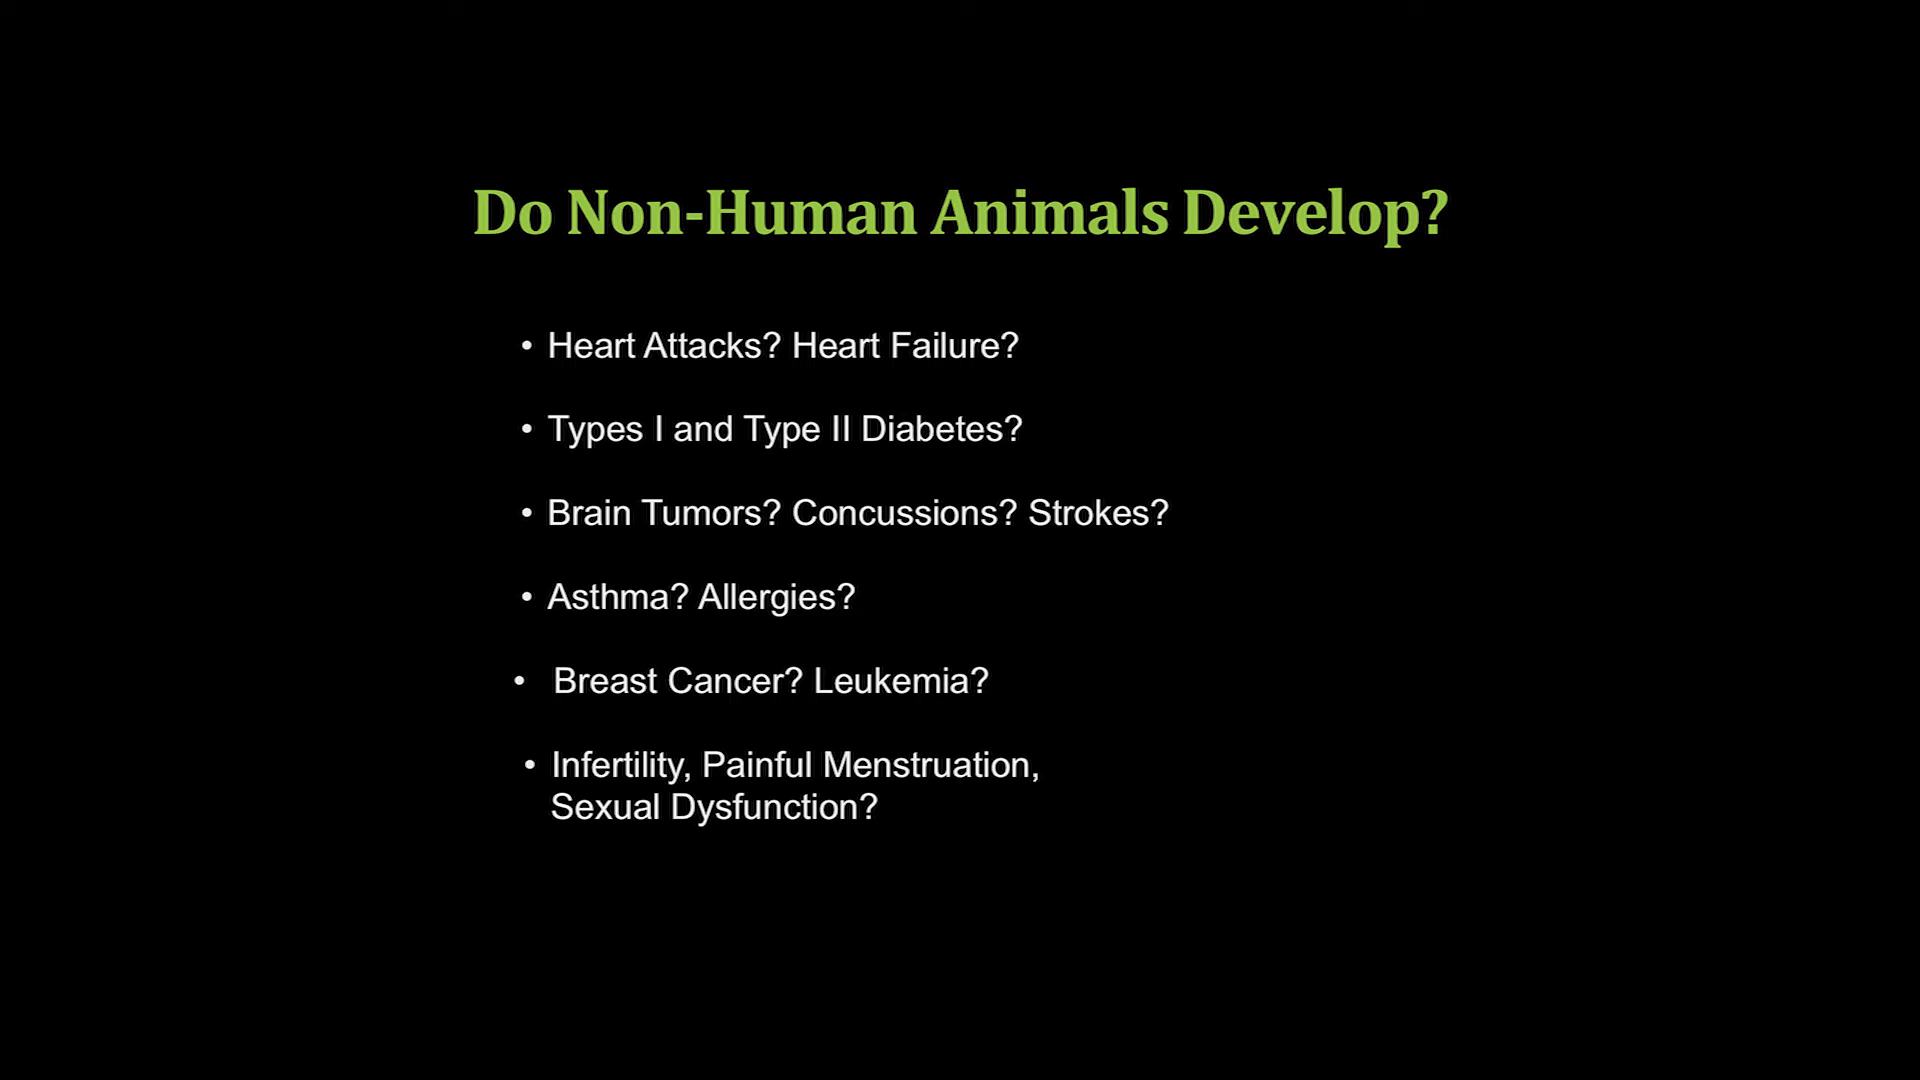 Do Non-Human Animals Develop?
• Heart Attacks? Heart Failure?
• Types I and Type II Diabetes?
• Brain Tumors? Concussions? Strokes?
• Asthma? Allergies?
• Breast Cancer? Leukemia?
• Infertility, Painful Menstruation,
Sexual Dysfunction?